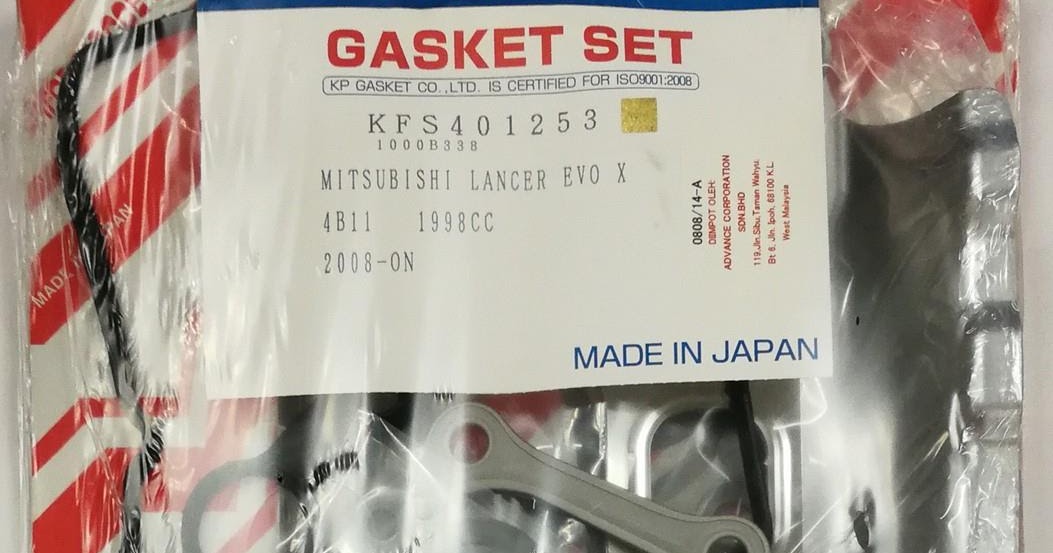 GASKET SET
KP GASKET CO.,LTD. IS CERTIFIED FOR ISO9001:2008
KFS401253
1000B338
MITSUBISHI LANCER EVO X
4B11 1998CC
2008-ON
0808/14-A
DIIMPOT OLEH:
ADVANCE CORPORATION
SDN.BHD
119,Jln.Sibu,Taman Wahyu,
Bt 6, Jln. Ipoh, 68100 K.L.
West Malaysia
MADE IN JAPAN
MADE
PAN